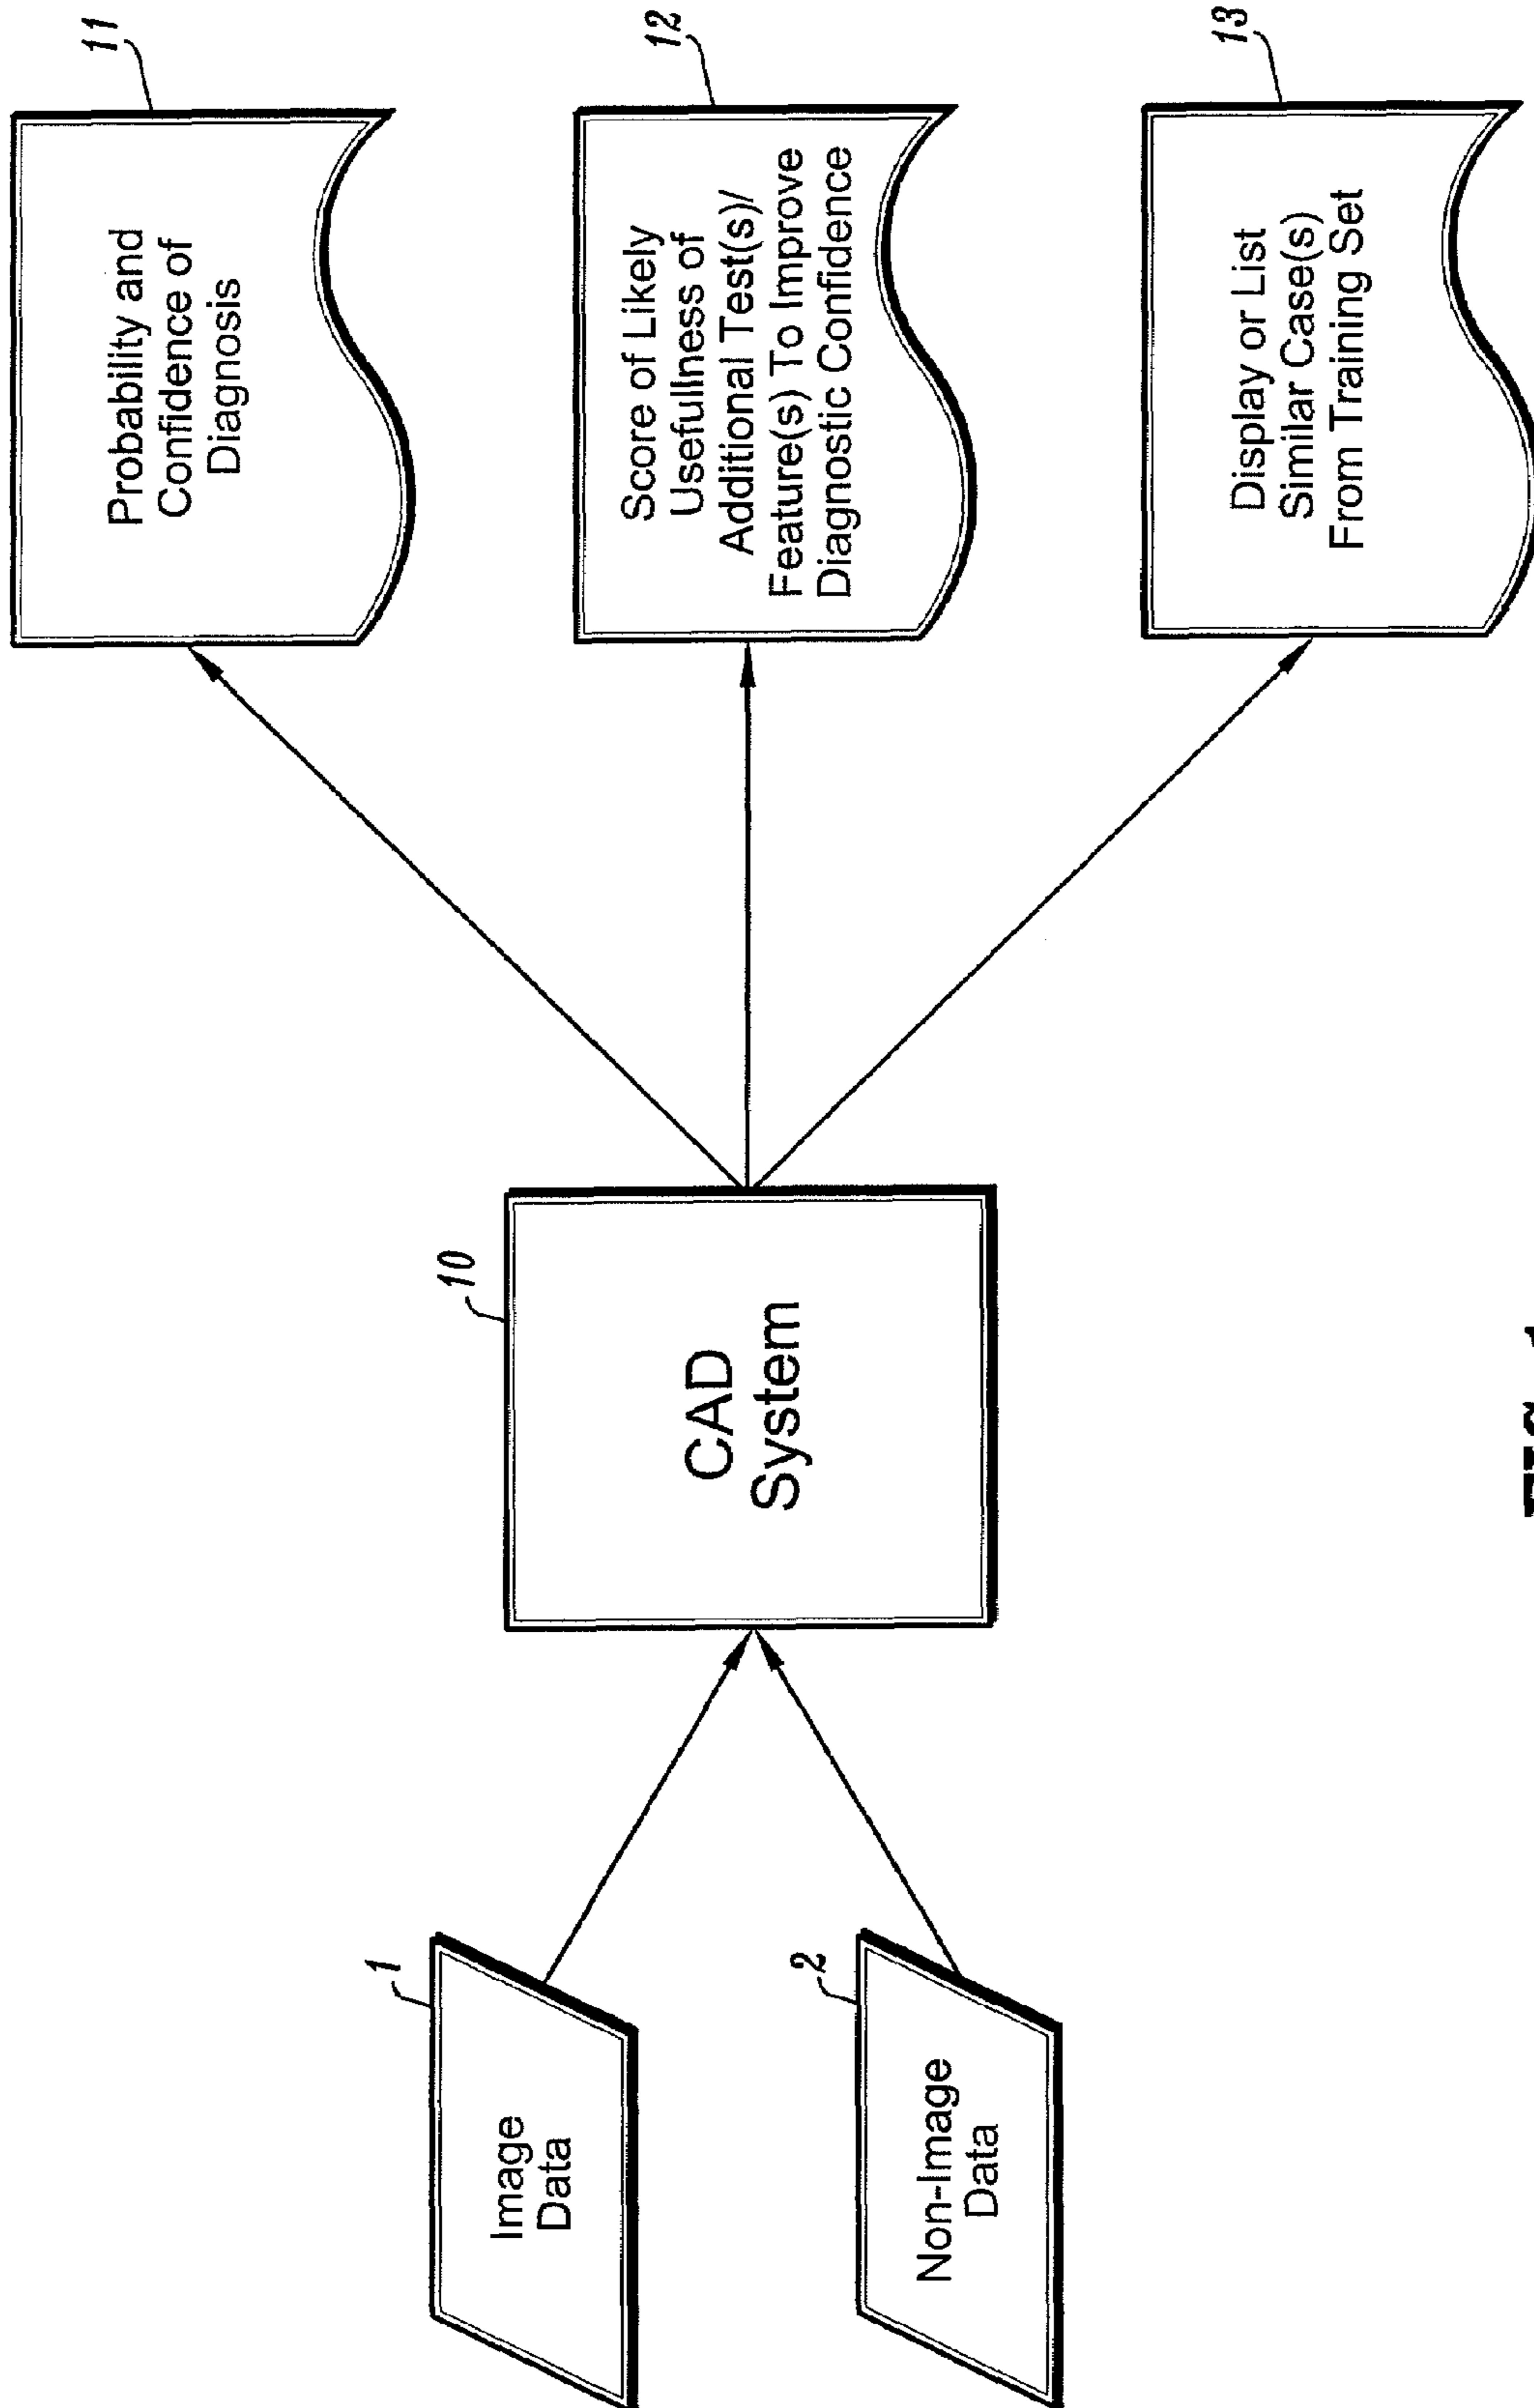 1
Image
Data
2
Non-Image
Data
10
CAD
System
11
Probability and
Confidence of
Diagnosis
12
Score of Likely
Usefullness of
Additional Test(s)/
Feature(s) To Improve
Diagnostic Confidence
13
Display or List
Similar Case(s)
From Training Set